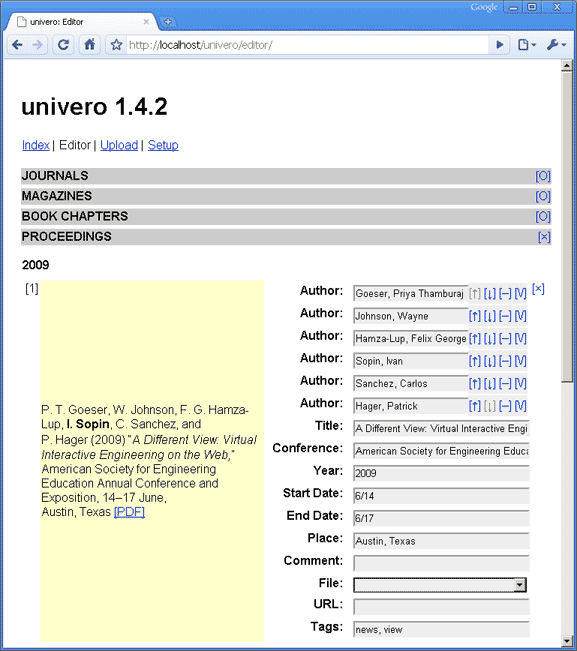 Google
univero: Editor
http://localhost/univero/editor/
univero 1.4.2
Index | Editor | Upload | Setup
JOURNALS [O]
MAGAZINES [O]
BOOK CHAPTERS [O]
PROCEEDINGS [×]
2009
[1]
P. T. Goeser, W. Johnson, F. G. Hamza-
Lup, I. Sopin, C. Sanchez, and
P. Hager (2009) "A Different View: Virtual
Interactive Engineering on the Web,"
American Society for Engineering
Education Annual Conference and
Exposition, 14–17 June,
Austin, Texas [PDF]
Author: Goeser, Priya Thamburaj [↑] [↓] [–] [V] [×]
Author: Johnson, Wayne [↑] [↓] [–] [V]
Author: Hamza-Lup, Felix George [↑] [↓] [–] [V]
Author: Sopin, Ivan [↑] [↓] [–] [V]
Author: Sanchez, Carlos [↑] [↓] [–] [V]
Author: Hager, Patrick [↑] [↓] [–] [V]
Title: A Different View: Virtual Interactive Engi
Conference: American Society for Engineering Educa
Year: 2009
Start Date: 6/14
End Date: 6/17
Place: Austin, Texas
Comment:
File:
URL:
Tags: news, view